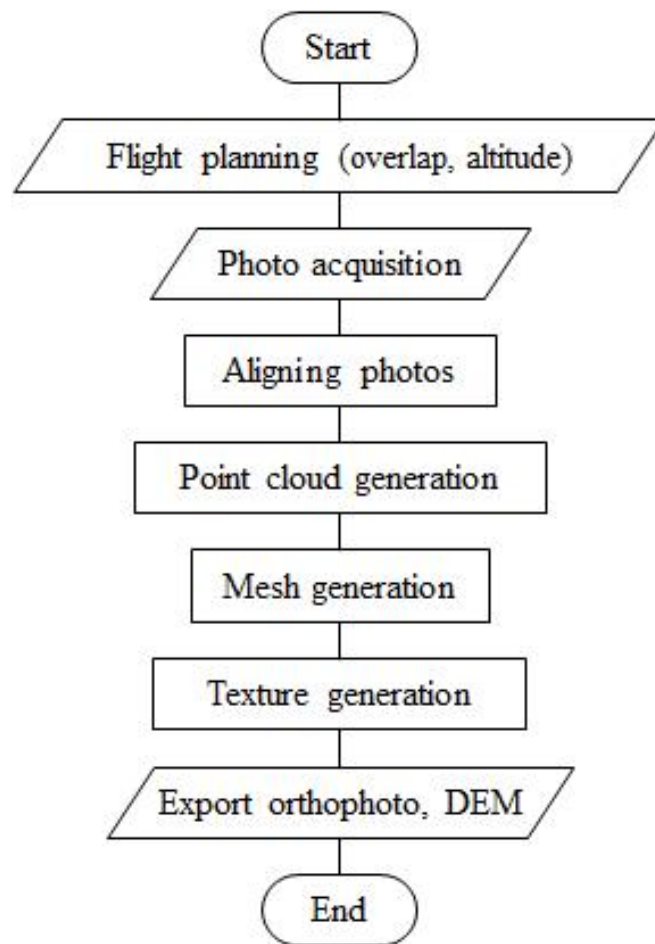 Start
Flight planning (overlap, altitude)
Photo acquisition
Aligning photos
Point cloud generation
Mesh generation
Texture generation
Export orthophoto, DEM
End